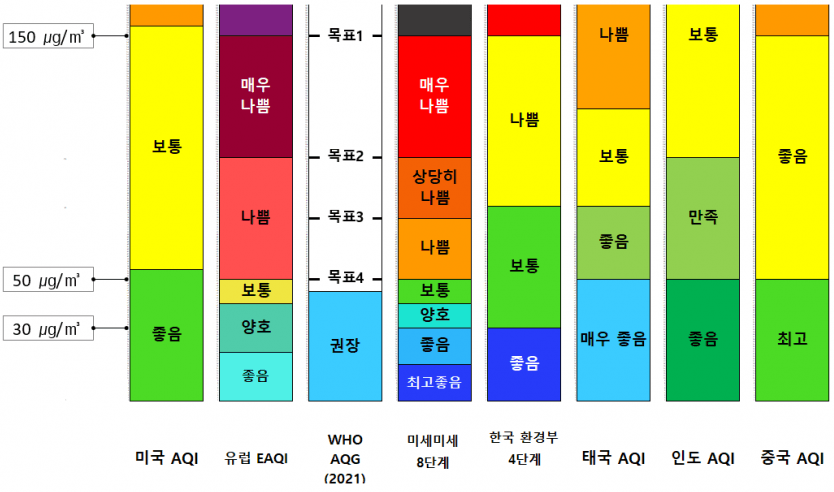 150 ㎍/㎥
50 ㎍/㎥
30 ㎍/㎥
보통
좋음
미국 AQI
매우
나쁨
나쁨
보통
양호
좋음
유럽 EAQI
목표1
목표2
목표3
목표4
권장
WHO
AQG
(2021)
매우
나쁨
상당히
나쁨
나쁨
보통
양호
좋음
최고좋음
미세미세
8단계
나쁨
보통
좋음
한국 환경부
4단계
나쁨
보통
좋음
매우 좋음
태국 AQI
보통
만족
좋음
인도 AQI
좋음
최고
중국 AQI